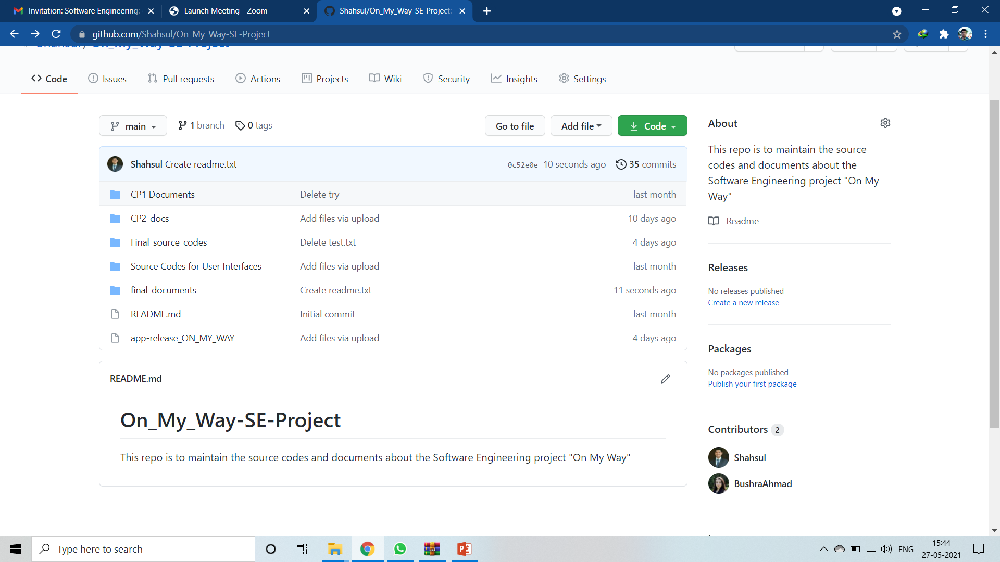 Invitation: Software Engineering:
Launch Meeting - Zoom
Shahsul/On_My_Way-SE-Project:
github.com/Shahsul/On_My_Way-SE-Project
Shahsul/ On_My_Way-SE-Project
Code
Issues
Pull requests
Actions
Projects
Wiki
Security
Insights
Settings
main
1 branch
0 tags
Go to file
Add file
Code
Shahsul Create readme.txt
0c52e0e 10 seconds ago
35 commits
CP1 Documents Delete try last month
CP2_docs Add files via upload 10 days ago
Final_source_codes Delete test.txt 4 days ago
Source Codes for User Interfaces Add files via upload last month
final_documents Create readme.txt 11 seconds ago
README.md Initial commit last month
app-release_ON_MY_WAY Add files via upload 4 days ago
README.md
On_My_Way-SE-Project
This repo is to maintain the source codes and documents about the Software Engineering project "On My Way"
About
This repo is to maintain the source
codes and documents about the
Software Engineering project "On My
Way"
Readme
Releases
No releases published
Create a new release
Packages
No packages published
Publish your first package
Contributors 2
Shahsul
BushraAhmad
Type here to search
ENG
15:44
27-05-2021